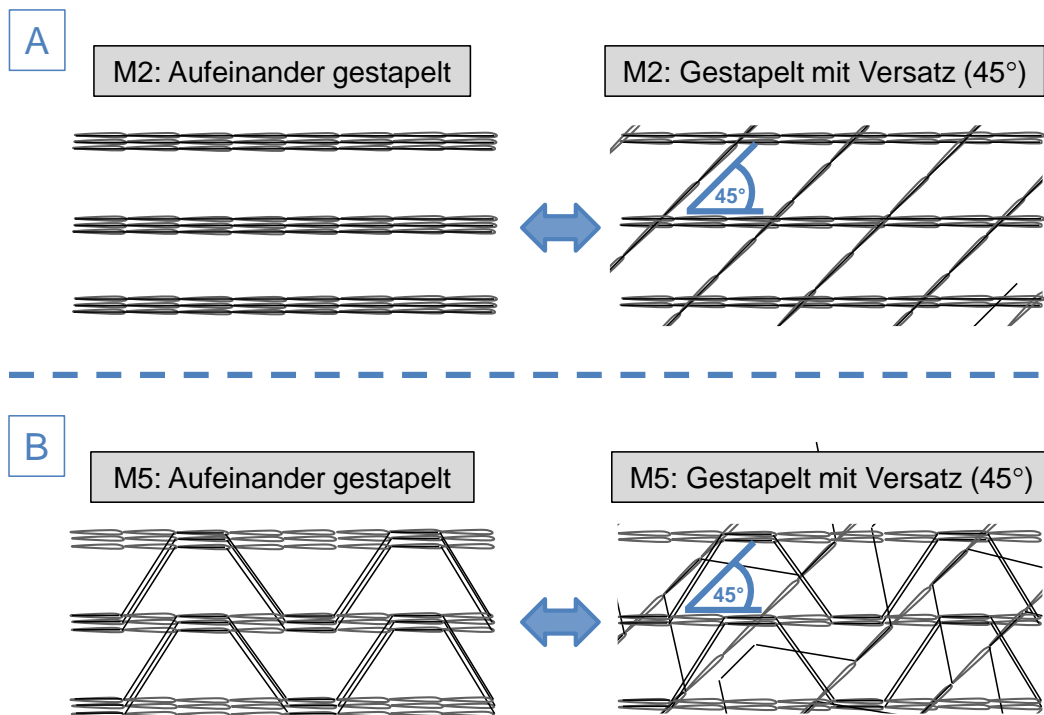 A
M2: Aufeinander gestapelt
M2: Gestapelt mit Versatz (45°)
45°
B
M5: Aufeinander gestapelt
M5: Gestapelt mit Versatz (45°)
45°